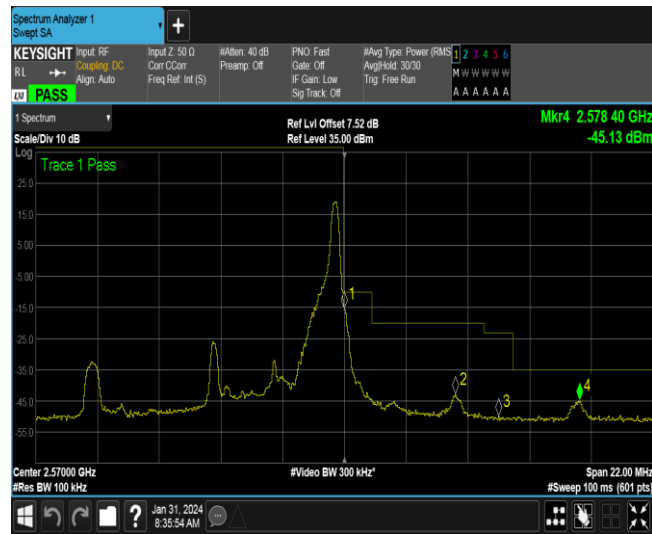 Spectrum Analyzer 1
Swept SA
+
KEYSIGHT
RL
LXI PASS
Input: RF
Coupling: DC
Align: Auto
Input Z: 50 Ω
Corr CCorr
Freq Ref: Int (S)
#Atten: 40 dB
Preamp: Off
PNO: Fast
Gate: Off
IF Gain: Low
Sig Track: Off
#Avg Type: Power (RMS
Avg|Hold: 30/30
Trig: Free Run
1 2 3 4 5 6
M W W W W W
A A A A A A
1 Spectrum
Scale/Div 10 dB
Ref Lvl Offset 7.52 dB
Ref Level 35.00 dBm
Mkr4 2.578 40 GHz
-45.13 dBm
Log
Trace 1 Pass
25.0
15.0
5.00
-5.00
-15.0
-25.0
-35.0
-45.0
-55.0
1
2
3
4
Center 2.57000 GHz
#Res BW 100 kHz
#Video BW 300 kHz*
Span 22.00 MHz
#Sweep 100 ms (601 pts)
?
Jan 31, 2024
8:35:54 AM